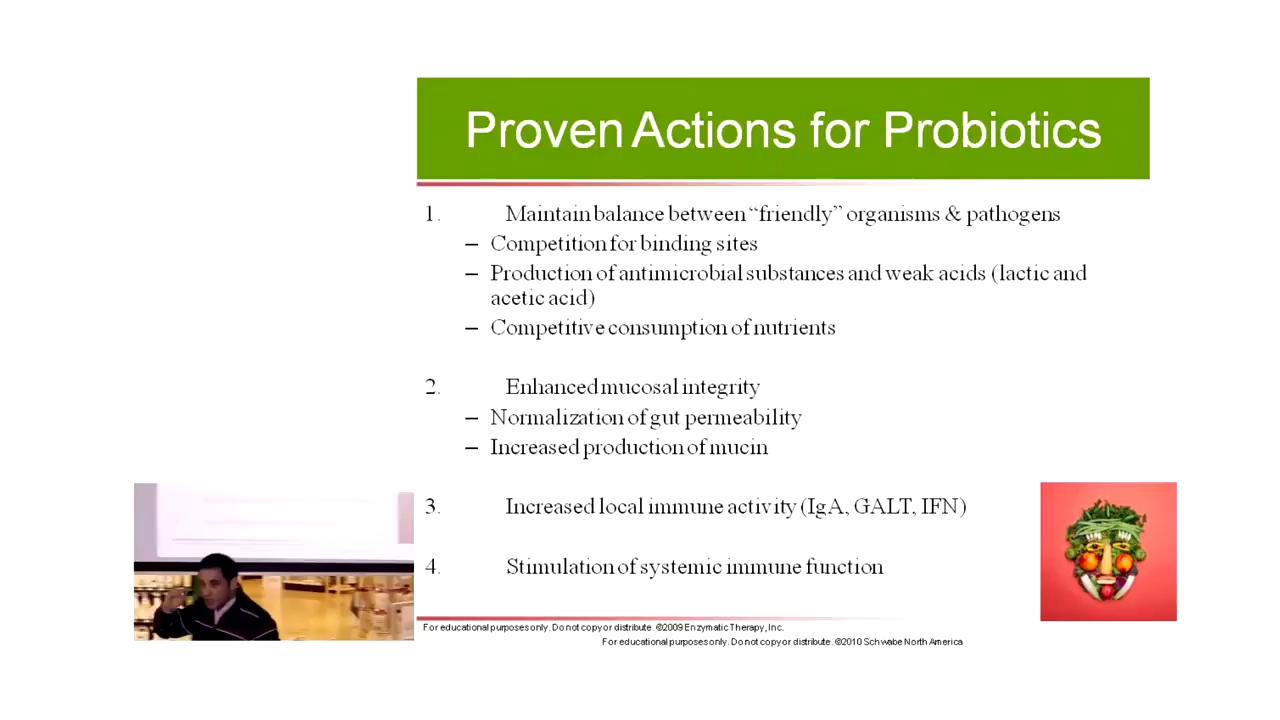 Proven Actions for Probiotics
1. Maintain balance between “friendly” organisms & pathogens
– Competition for binding sites
– Production of antimicrobial substances and weak acids (lactic and
acetic acid)
– Competitive consumption of nutrients
2. Enhanced mucosal integrity
– Normalization of gut permeability
– Increased production of mucin
3. Increased local immune activity (IgA, GALT, IFN)
4. Stimulation of systemic immune function
For educational purposes only. Do not copy or distribute. ©2009 Enzymatic Therapy, Inc.
For educational purposes only. Do not copy or distribute. ©2010 Schwabe North America